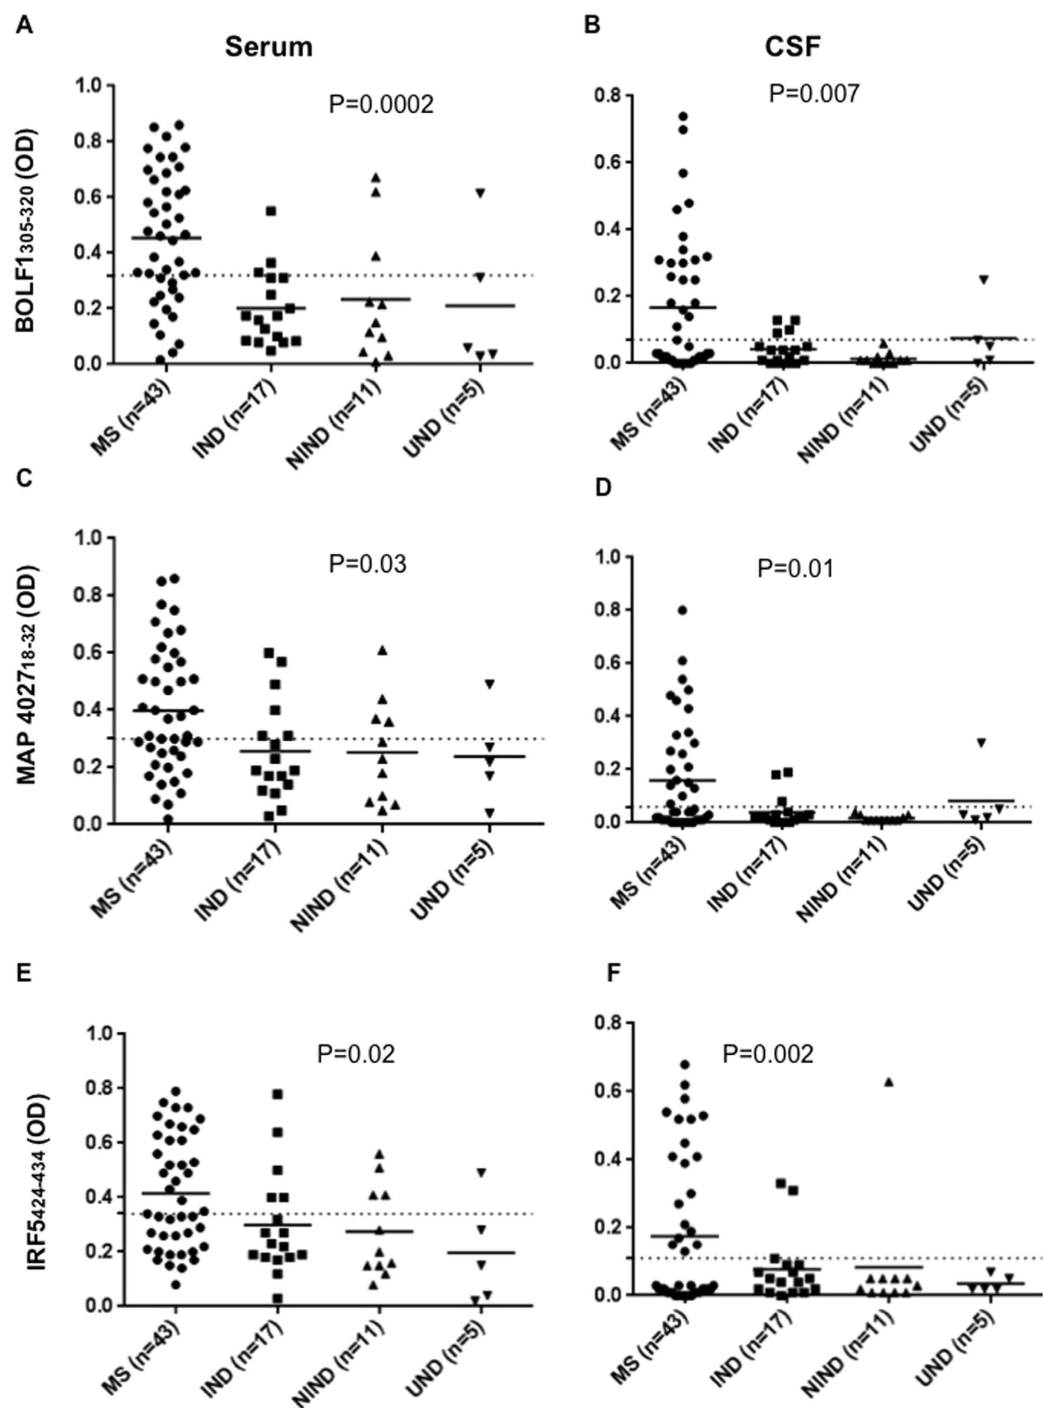 A
B
Serum
CSF
BOLF1305-320 (OD)
P=0.0002
1.0
0.8
0.6
0.4
0.2
0.0
MS (n=43)
IND (n=17)
NIND (n=11)
UND (n=5)
P=0.007
0.8
0.6
0.4
0.2
0.0
MS (n=43)
IND (n=17)
NIND (n=11)
UND (n=5)
C
D
MAP 402718-32 (OD)
P=0.03
1.0
0.8
0.6
0.4
0.2
0.0
MS (n=43)
IND (n=17)
NIND (n=11)
UND (n=5)
P=0.01
1.0
0.8
0.6
0.4
0.2
0.0
MS (n=43)
IND (n=17)
NIND (n=11)
UND (n=5)
E
F
IRF5424-434 (OD)
P=0.02
1.0
0.8
0.6
0.4
0.2
0.0
MS (n=43)
IND (n=17)
NIND (n=11)
UND (n=5)
P=0.002
0.8
0.6
0.4
0.2
0.0
MS (n=43)
IND (n=17)
NIND (n=11)
UND (n=5)